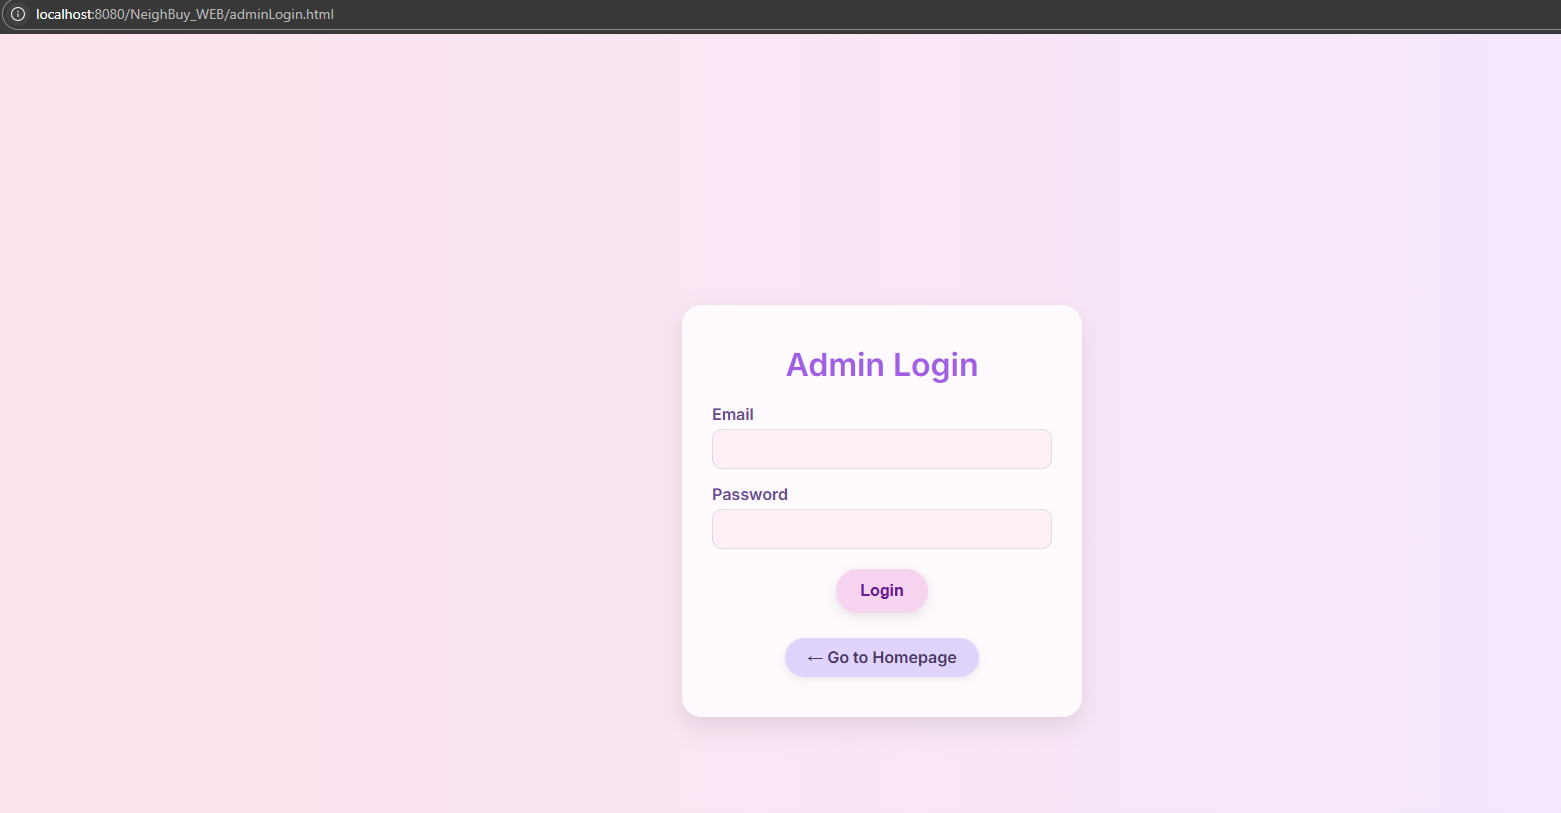 localhost:8080/NeighBuy_WEB/adminLogin.html
Admin Login
Email
Password
Login
← Go to Homepage